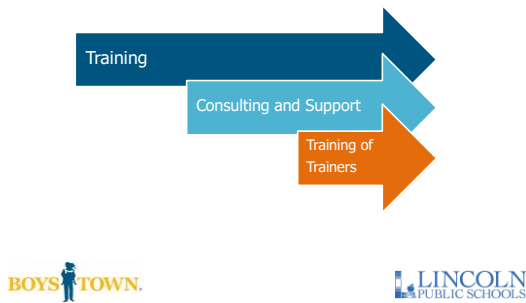 Training
Consulting and Support
Training of
Trainers
BOYS TOWN.
LINCOLN
PUBLIC SCHOOLS